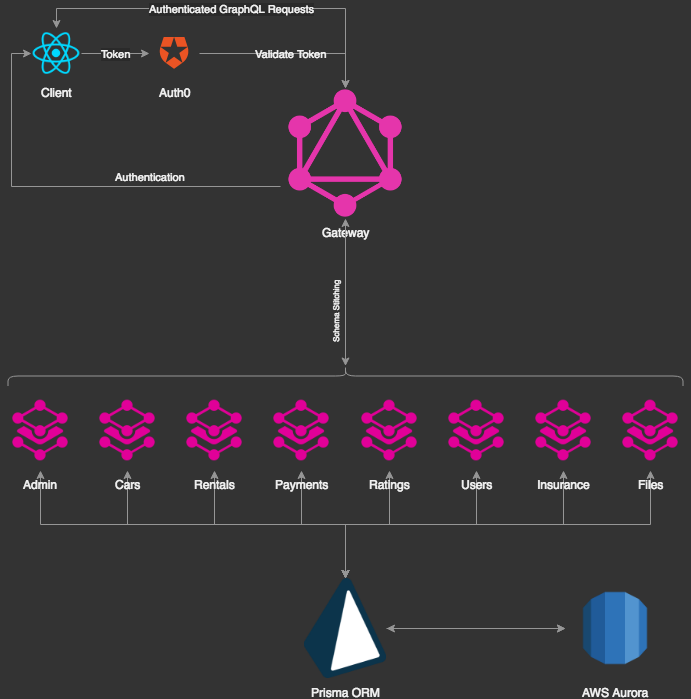 Authenticated GraphQL Requests
Token
Validate Token
Client
Auth0
Authentication
Gateway
Schema Stitching
Admin
Cars
Rentals
Payments
Ratings
Users
Insurance
Files
Prisma ORM
AWS Aurora